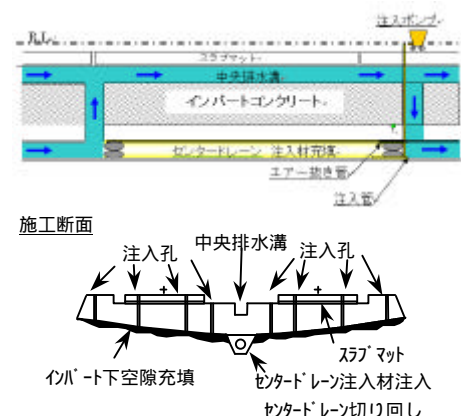 注入ポンプ
R.L.
スラブマット
中央排水溝
インバートコンクリート
センタードレーン 注入材充填
エアー抜き管
注入管
施工断面
注入孔 中央排水溝 注入孔
スラブマット
インバート下空隙充填
センタードレーン注入材注入
センタードレーン切り回し